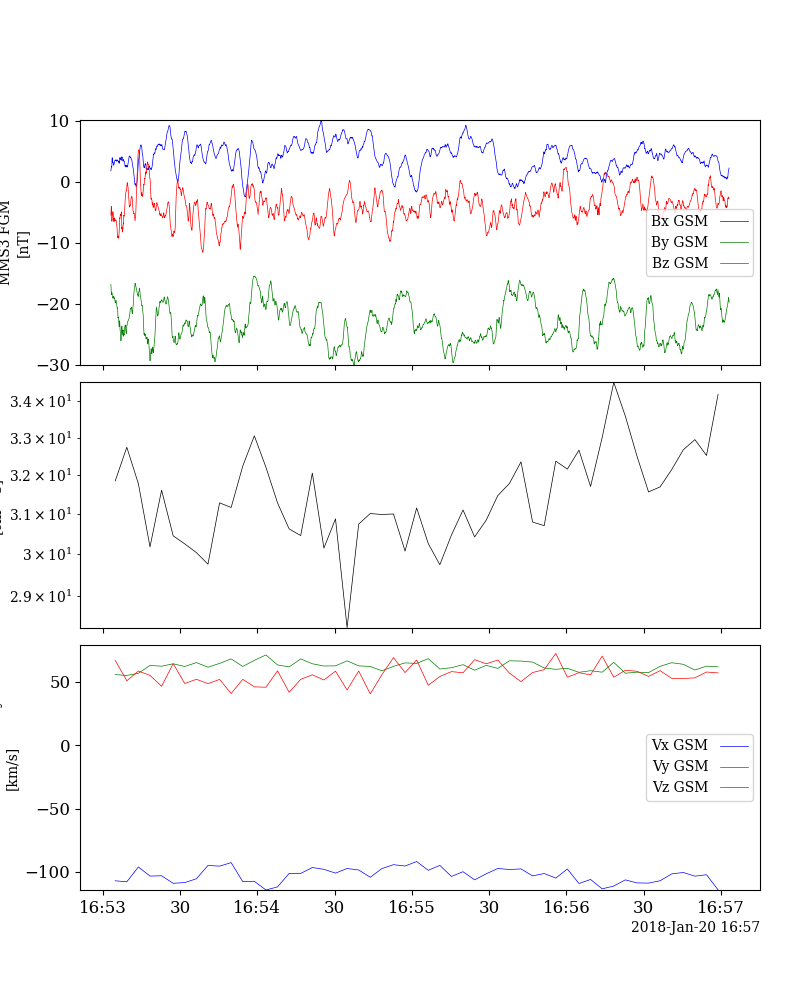 10
0
−10
−20
−30
MMS3 FGM
[nT]
Bx GSM
By GSM
Bz GSM
3.4 × 10¹
3.3 × 10¹
3.2 × 10¹
3.1 × 10¹
3 × 10¹
2.9 × 10¹
50
0
−50
−100
[km/s]
Vx GSM
Vy GSM
Vz GSM
16:53 30 16:54 30 16:55 30 16:56 30 16:57
2018-Jan-20 16:57